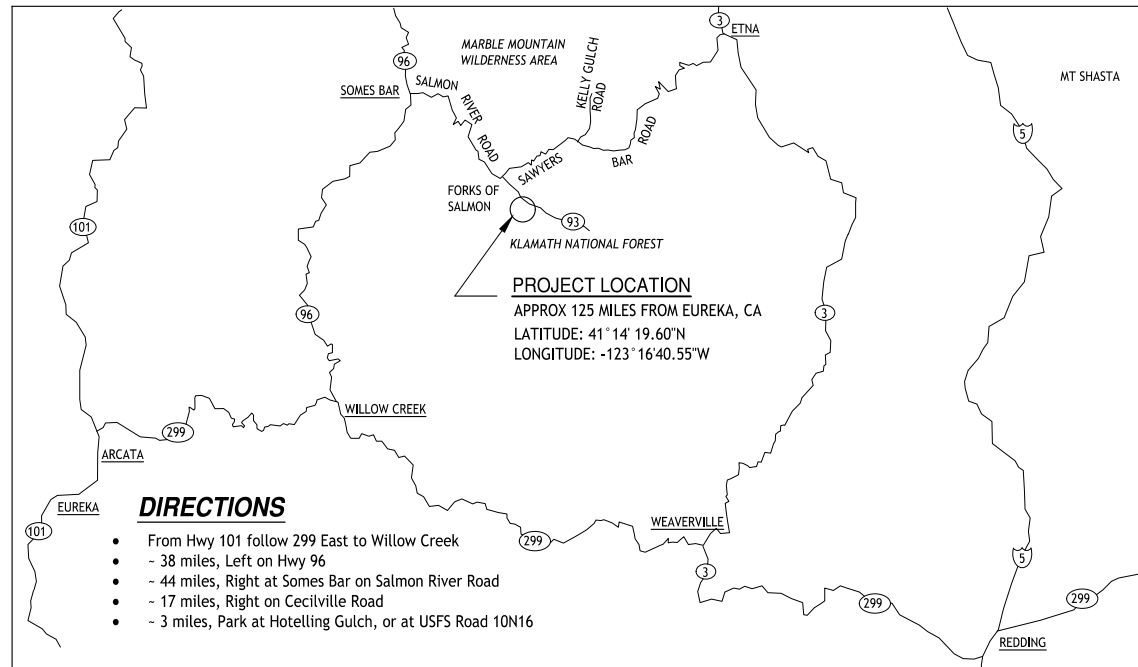 3
ETNA
MARBLE MOUNTAIN
WILDERNESS AREA
96
SALMON
RIVER
ROAD
KELLY GULCH
ROAD
MT SHASTA
SOMES BAR
5
SAWYERS
BAR
ROAD
FORKS OF
SALMON
101
93
KLAMATH NATIONAL FOREST
PROJECT LOCATION
APPROX 125 MILES FROM EUREKA, CA
LATITUDE: 41°14' 19.60"N
LONGITUDE: -123°16'40.55"W
96
3
WILLOW CREEK
299
ARCATA
EUREKA
101
DIRECTIONS
• From Hwy 101 follow 299 East to Willow Creek
• ~ 38 miles, Left on Hwy 96
• ~ 44 miles, Right at Somes Bar on Salmon River Road
• ~ 17 miles, Right on Cecilville Road
• ~ 3 miles, Park at Hotelling Gulch, or at USFS Road 10N16
WEAVERVILLE
299
3
5
299
299
REDDING